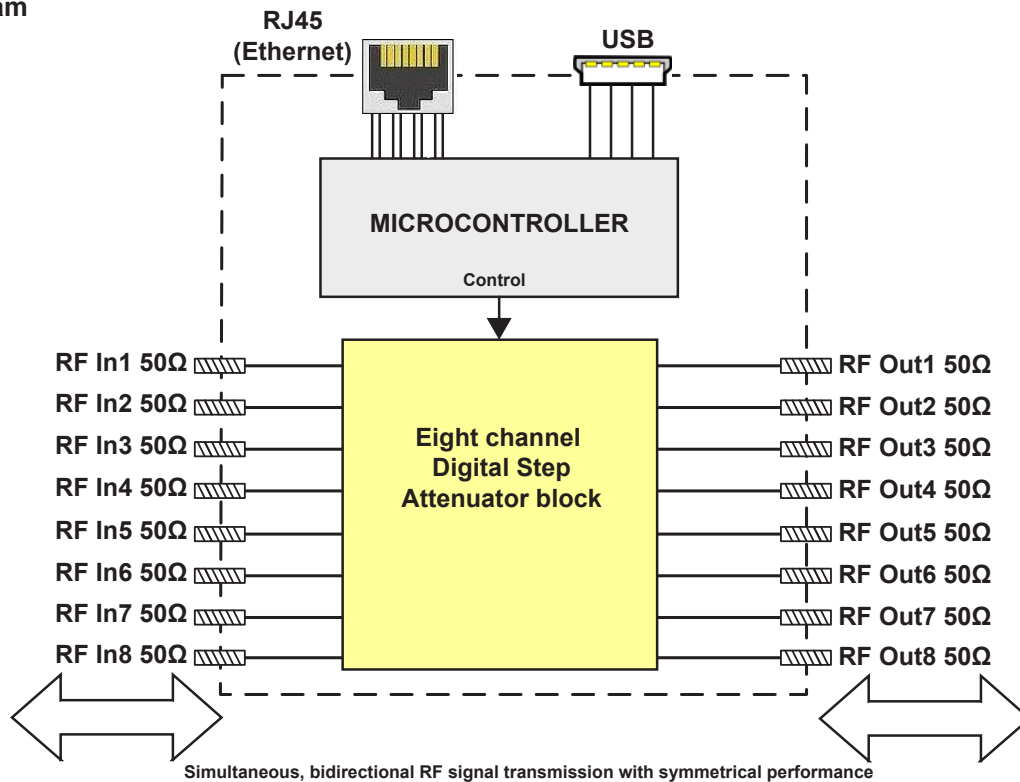 RJ45
(Ethernet)
USB
MICROCONTROLLER
Control
RF In1 50Ω
RF Out1 50Ω
RF In2 50Ω
RF Out2 50Ω
RF In3 50Ω
RF Out3 50Ω
RF In4 50Ω
RF Out4 50Ω
RF In5 50Ω
RF Out5 50Ω
RF In6 50Ω
RF Out6 50Ω
RF In7 50Ω
RF Out7 50Ω
RF In8 50Ω
RF Out8 50Ω
Eight channel
Digital Step
Attenuator block
Simultaneous, bidirectional RF signal transmission with symmetrical performance